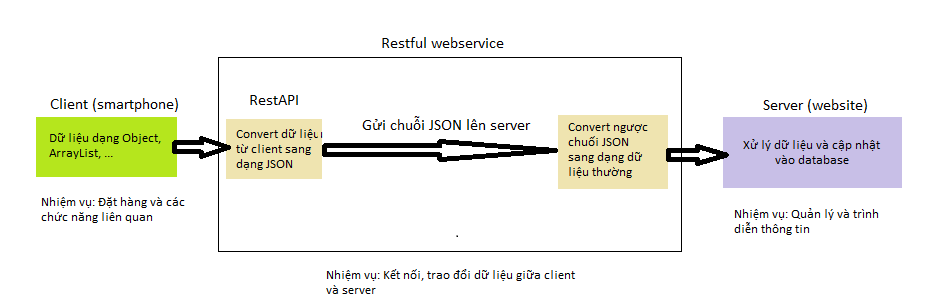 Restful webservice
Client (smartphone)
Dữ liệu dạng Object,
ArrayList, ...
Nhiệm vụ: Đặt hàng và các
chức năng liên quan
RestAPI
Convert dữ liệu
từ client sang
dạng JSON
Gửi chuỗi JSON lên server
Convert ngược
chuỗi JSON
sang dạng dữ
liệu thường
Server (website)
Xử lý dữ liệu và cập nhật
vào database
Nhiệm vụ: Quản lý và trình
diễn thông tin
Nhiệm vụ: Kết nối, trao đổi dữ liệu giữa client
và server